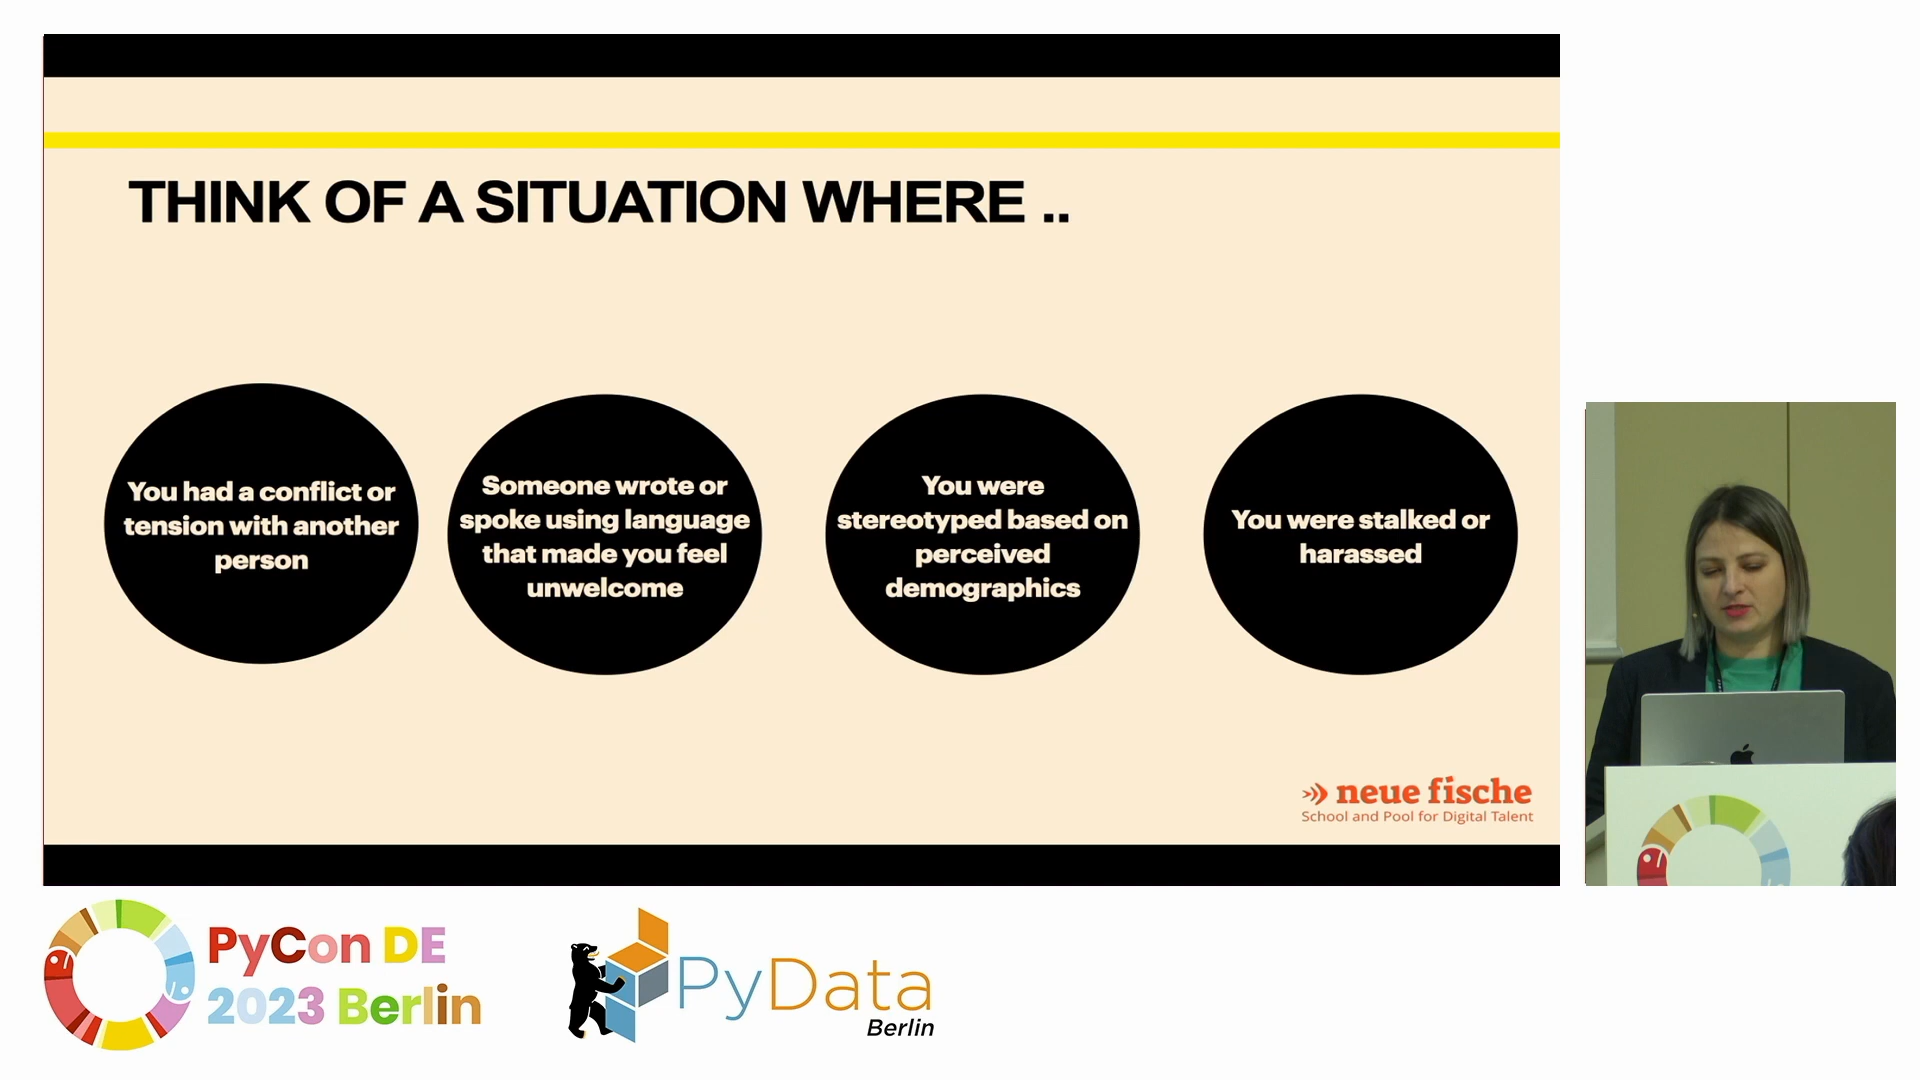 THINK OF A SITUATION WHERE ..
You had a conflict or
tension with another
person
Someone wrote or
spoke using language
that made you feel
unwelcome
You were
stereotyped based on
perceived
demographics
You were stalked or
harassed
neue fische
School and Pool for Digital Talent
PyCon DE
2023 Berlin
PyData
Berlin